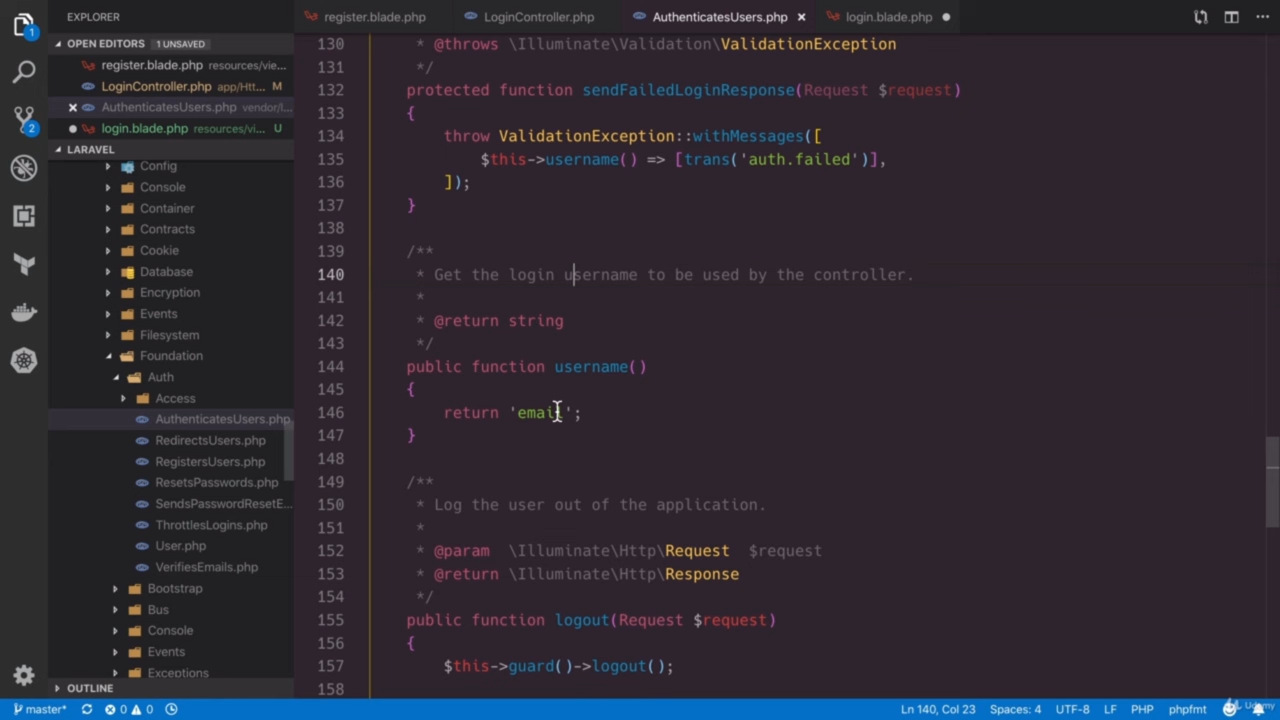 EXPLORER
OPEN EDITORS 1 UNSAVED
register.blade.php resources/vie...
LoginController.php app/Htt... M
AuthenticatesUsers.php vendor/l...
login.blade.php resources/vi... U
LARAVEL
Config
Console
Container
Contracts
Cookie
Database
Encryption
Events
Filesystem
Foundation
Auth
Access
AuthenticatesUsers.php
RedirectsUsers.php
RegistersUsers.php
ResetsPasswords.php
SendsPasswordResetE...
ThrottlesLogins.php
User.php
VerifiesEmails.php
Bootstrap
Bus
Console
Events
Exceptions
OUTLINE
1
2
register.blade.php LoginController.php AuthenticatesUsers.php login.blade.php
130 * @throws \Illuminate\Validation\ValidationException
131 */
132 protected function sendFailedLoginResponse(Request $request)
133 {
134 throw ValidationException::withMessages([
135 $this->username() => [trans('auth.failed')],
136 ]);
137 }
138
139 /**
140 * Get the login username to be used by the controller.
141 *
142 * @return string
143 */
144 public function username()
145 {
146 return 'email';
147 }
148
149 /**
150 * Log the user out of the application.
151 *
152 * @param \Illuminate\Http\Request $request
153 * @return \Illuminate\Http\Response
154 */
155 public function logout(Request $request)
156 {
157 $this->guard()->logout();
158
master* 0 0 Ln 140, Col 23 Spaces: 4 UTF-8 LF PHP phpfmt
Udemy